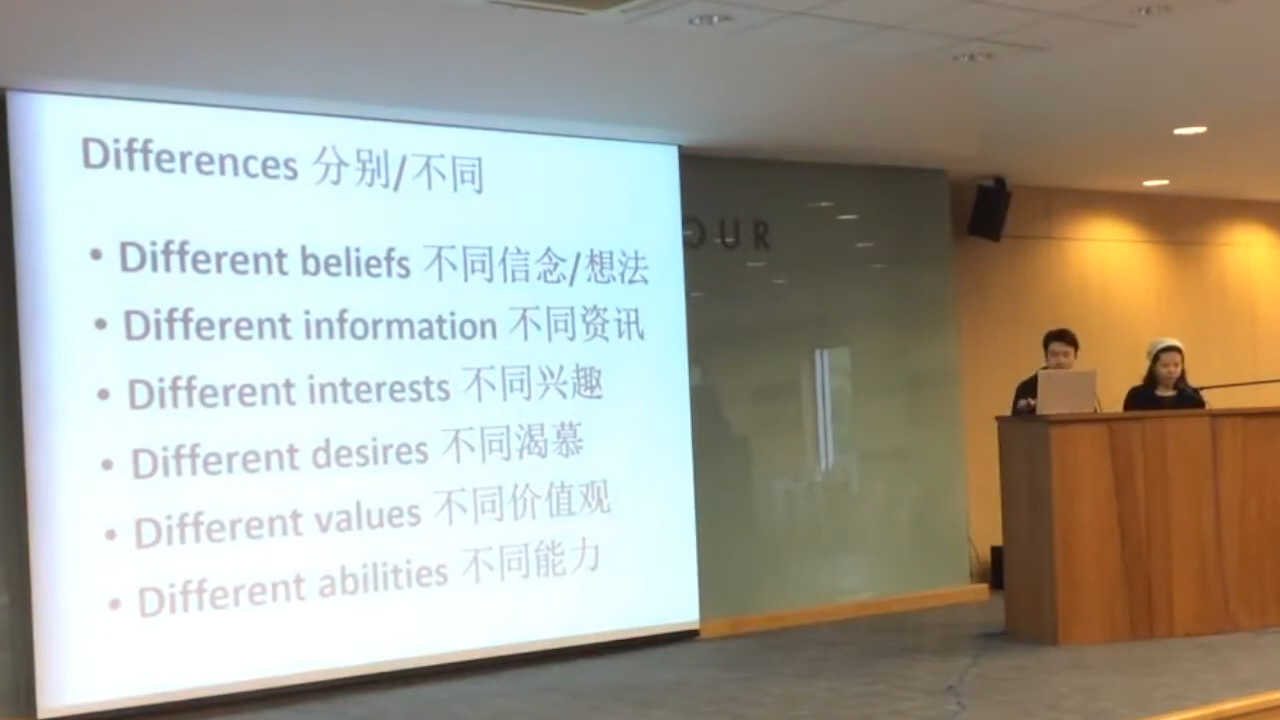 Differences 分别/不同
• Different beliefs 不同信念/想法
• Different information 不同资讯
• Different interests 不同兴趣
• Different desires 不同渴慕
• Different values 不同价值观
• Different abilities 不同能力
OUR